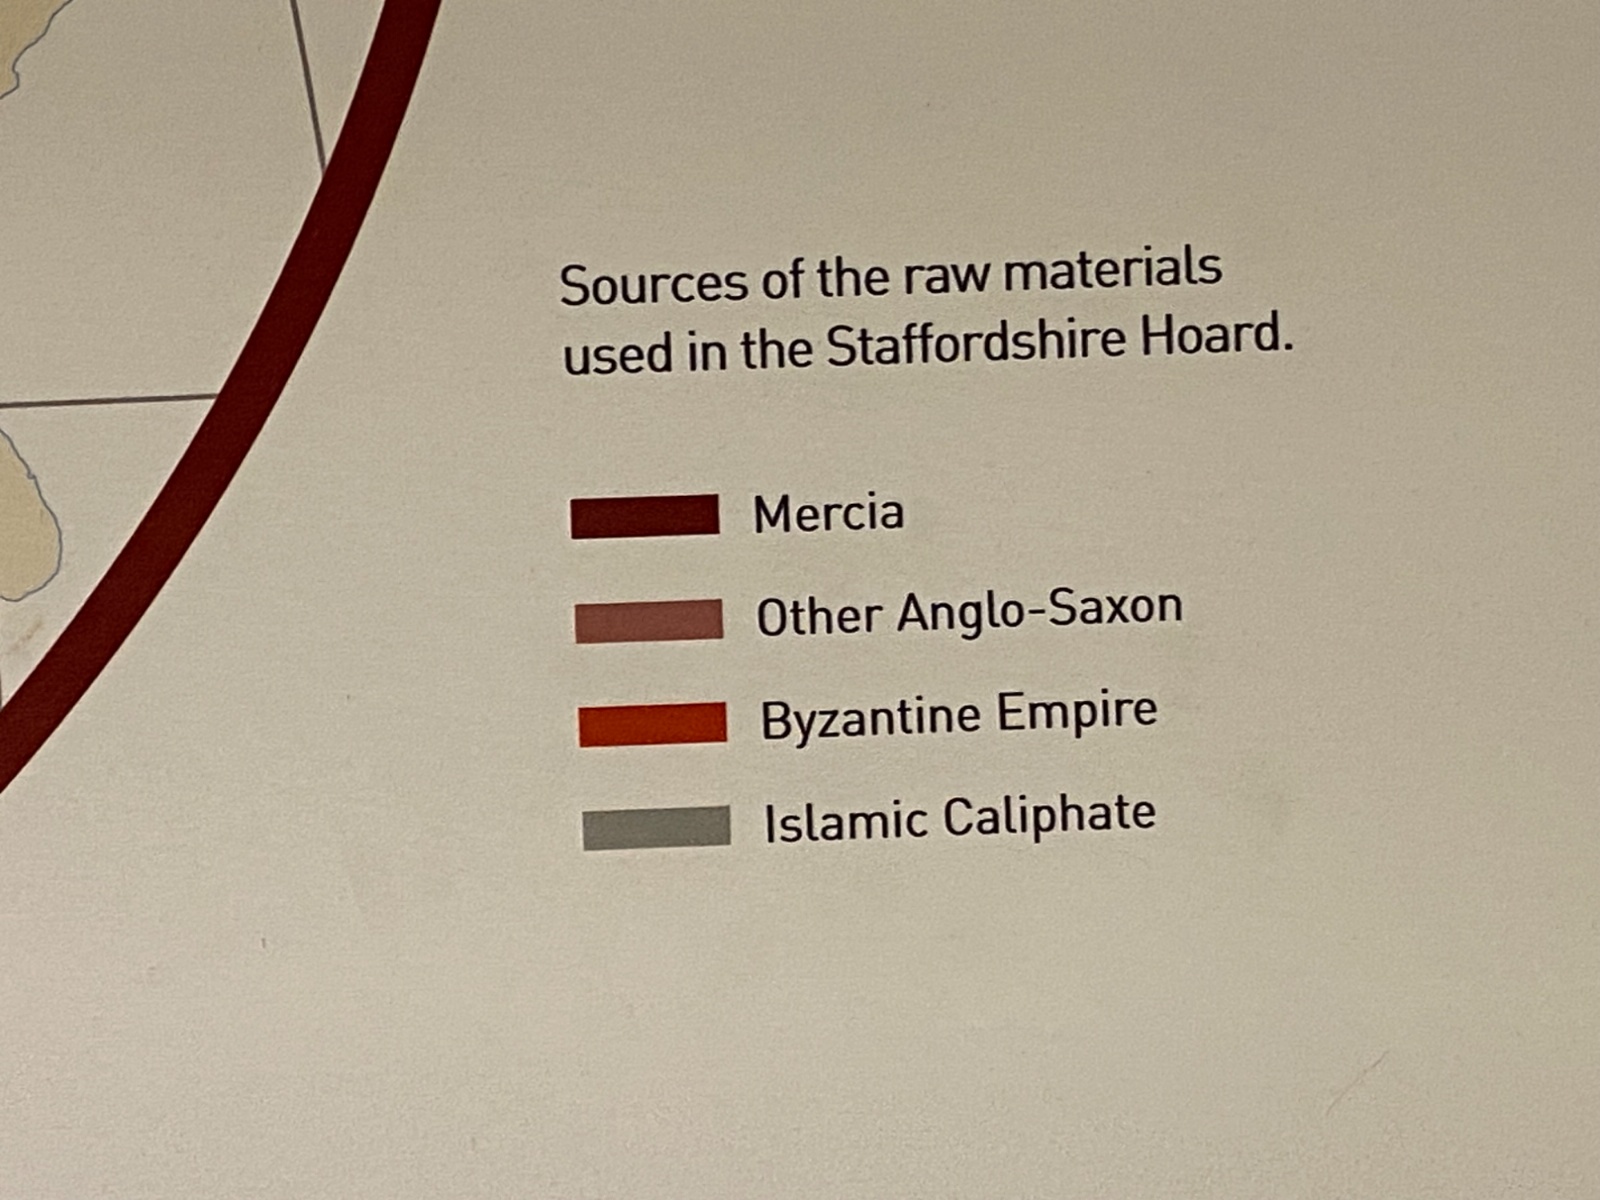 Sources of the raw materials
used in the Staffordshire Hoard.
Mercia
Other Anglo-Saxon
Byzantine Empire
Islamic Caliphate